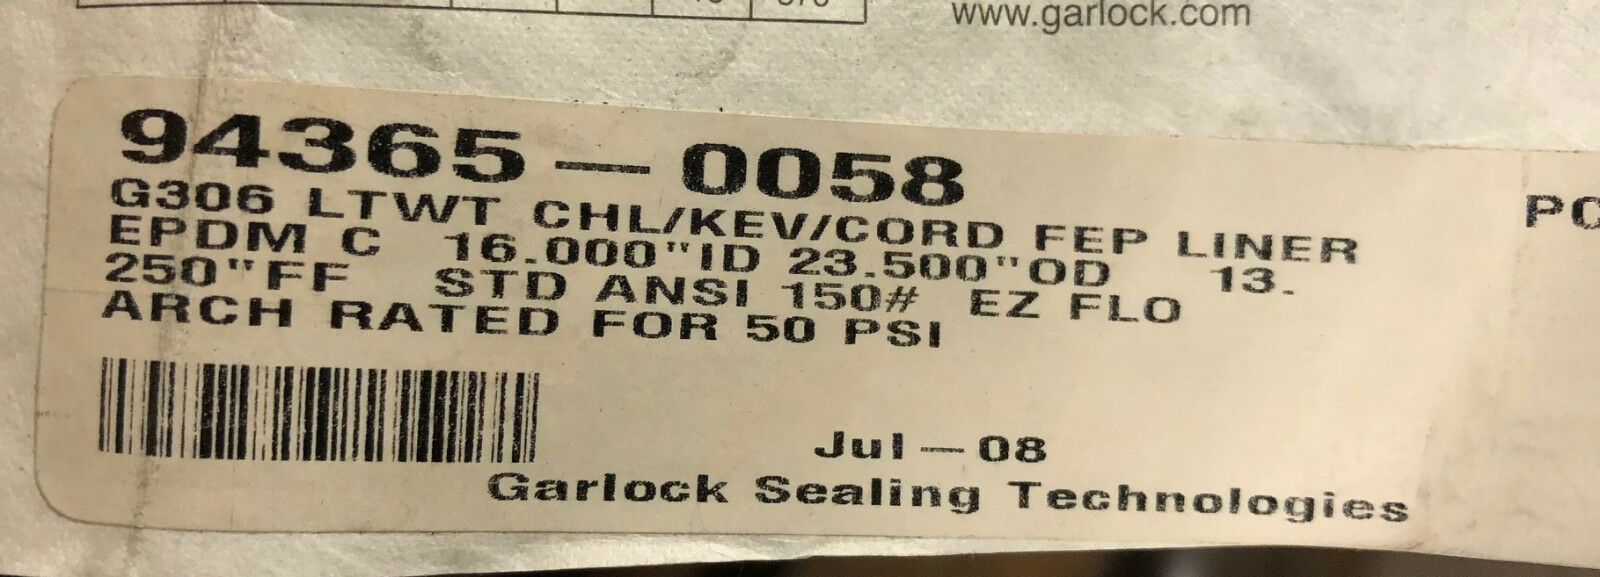 www.garlock.com
94365-0058
G306 LTWT CHL/KEV/CORD FEP LINER
EPDM C 16.000"ID 23.500"OD 13.
250"FF STD ANSI 150# EZ FLO
ARCH RATED FOR 50 PSI
PC
Jul-08
Garlock Sealing Technologies